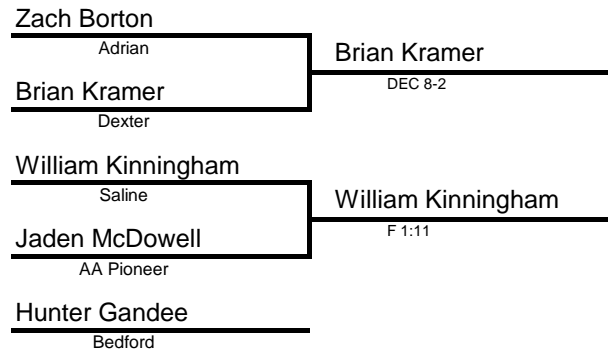 Zach Borton
Adrian
Brian Kramer
DEC 8-2
Brian Kramer
Dexter
William Kinningham
Saline
William Kinningham
F 1:11
Jaden McDowell
AA Pioneer
Hunter Gandee
Bedford